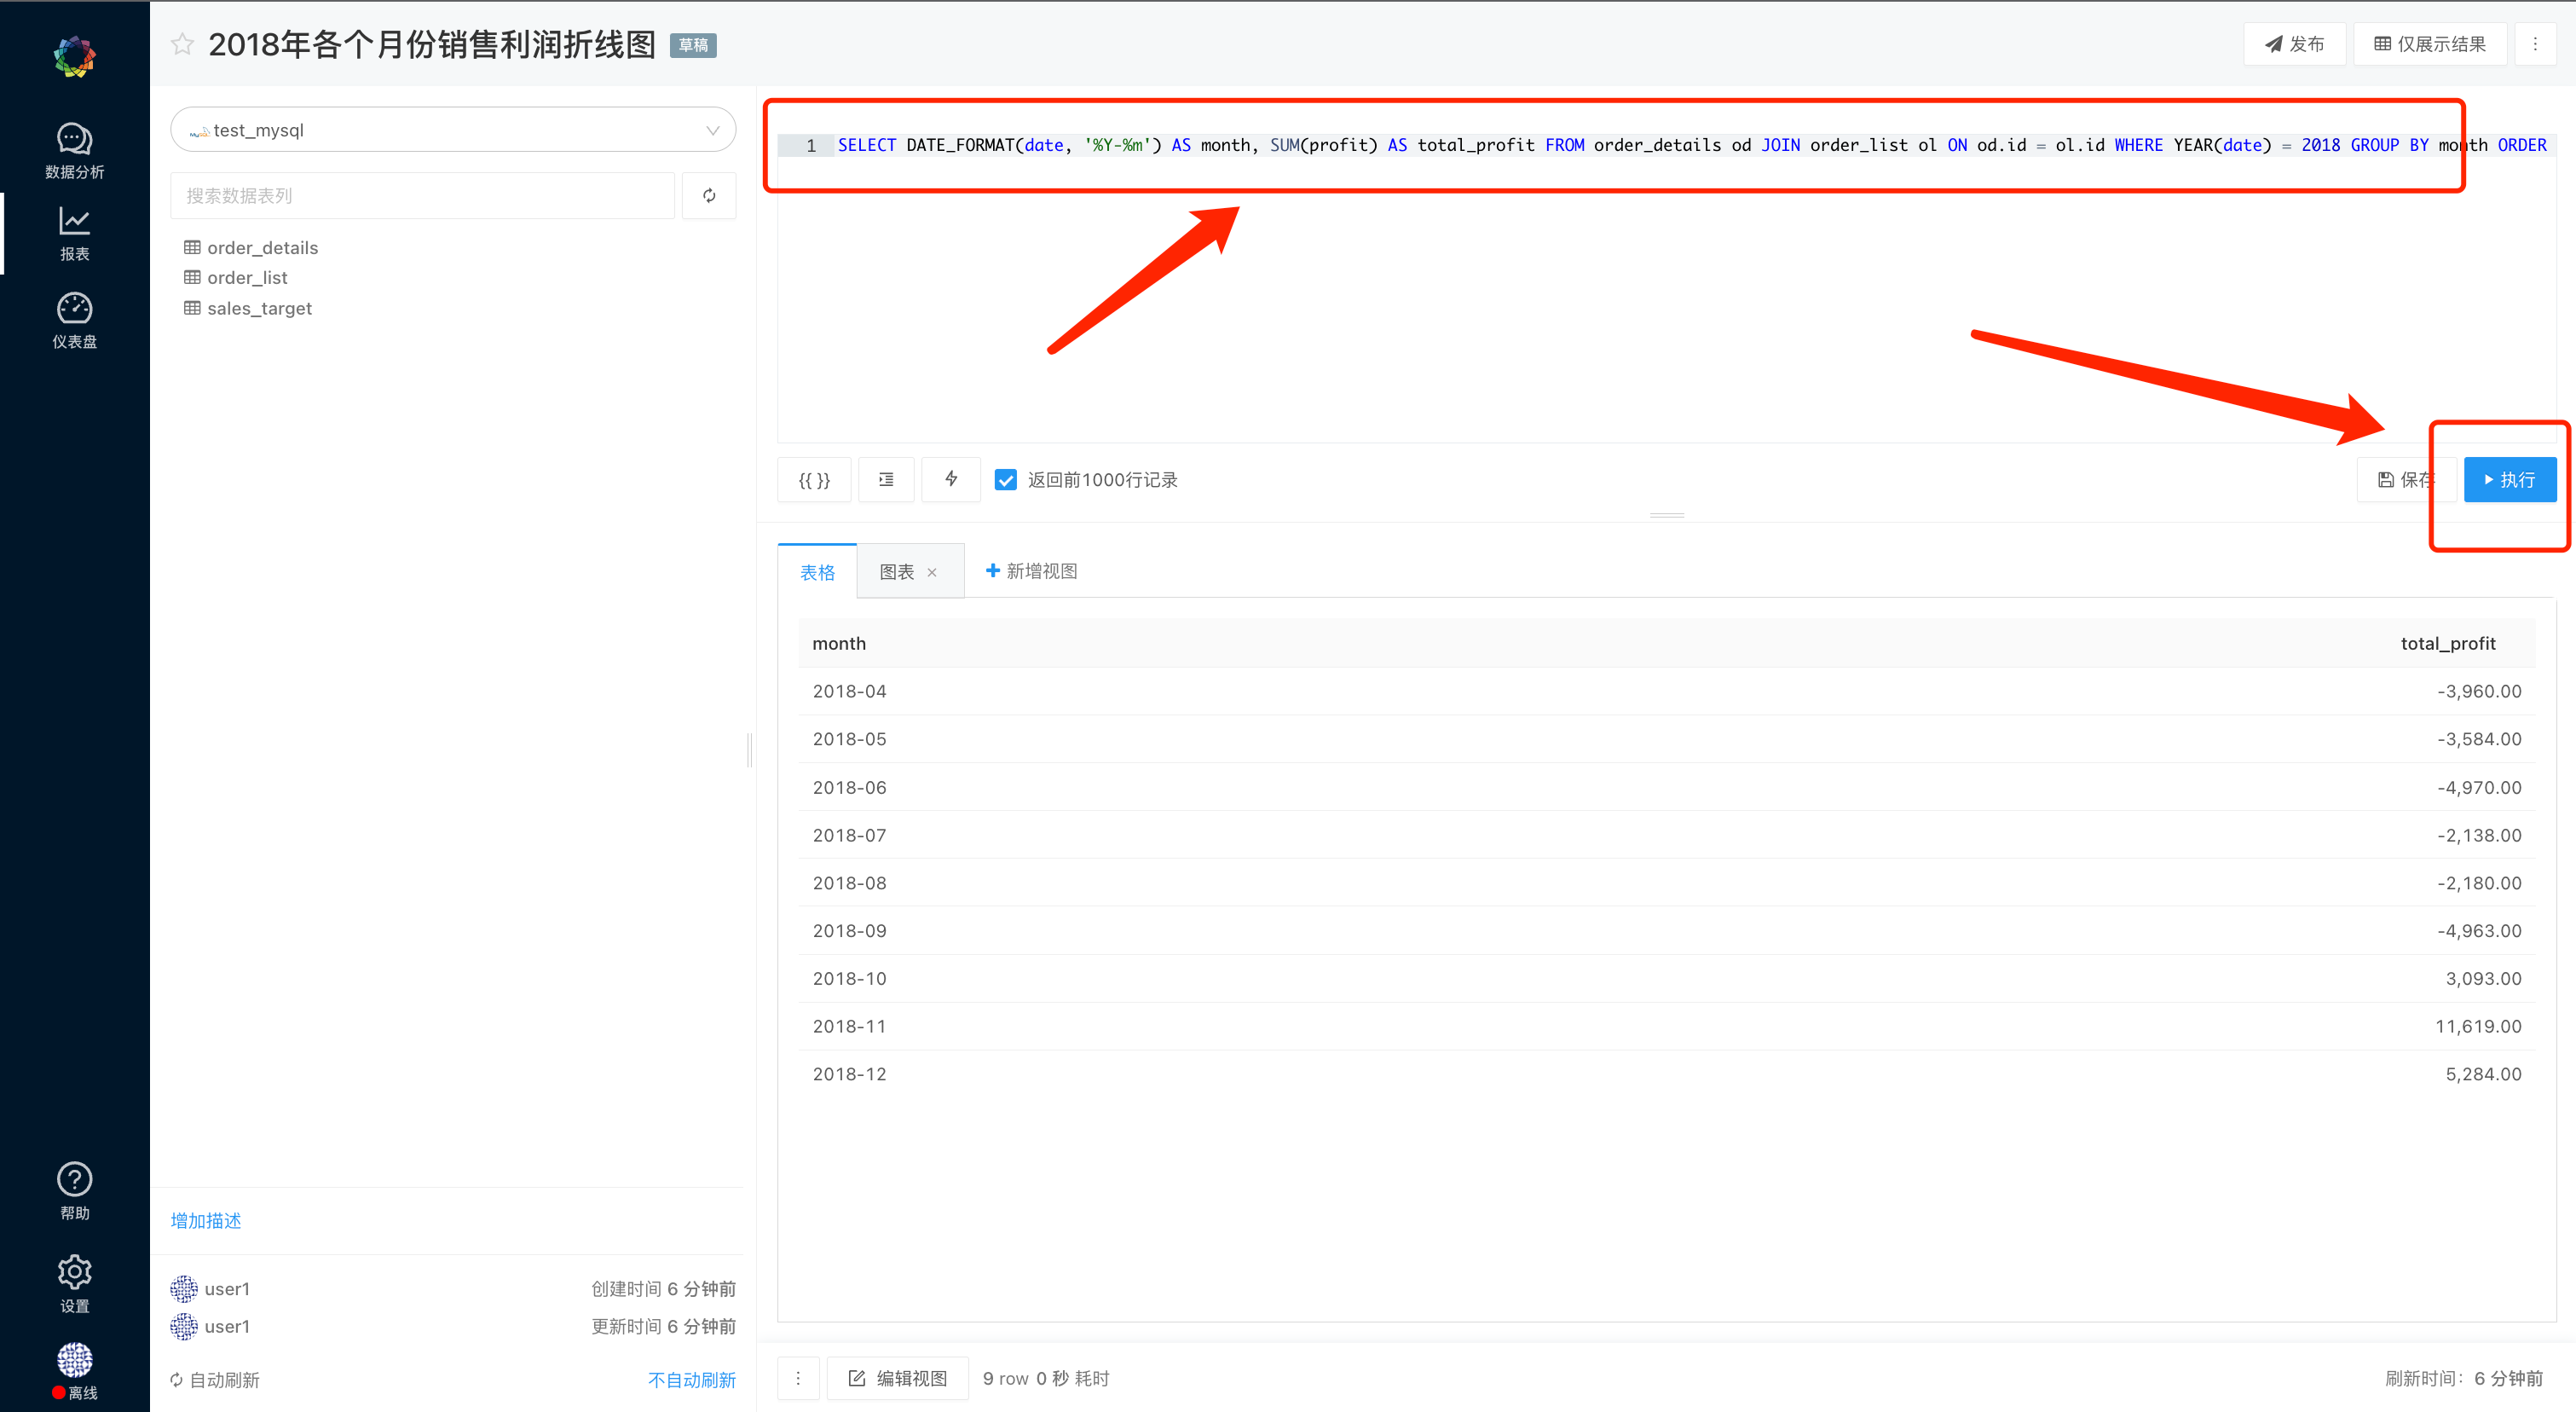 2018年各个月份销售利润折线图 草稿
发布
仅展示结果
数据分析
报表
仪表盘
帮助
设置
离线
MySQL test_mysql
搜索数据表列
order_details
order_list
sales_target
增加描述
user1 创建时间 6 分钟前
user1 更新时间 6 分钟前
自动刷新 不自动刷新
1 SELECT DATE_FORMAT(date, '%Y-%m') AS month, SUM(profit) AS total_profit FROM order_details od JOIN order_list ol ON od.id = ol.id WHERE YEAR(date) = 2018 GROUP BY month ORDER
{{ }} 返回前1000行记录 保存 执行
表格 图表 × + 新增视图
month total_profit
2018-04 -3,960.00
2018-05 -3,584.00
2018-06 -4,970.00
2018-07 -2,138.00
2018-08 -2,180.00
2018-09 -4,963.00
2018-10 3,093.00
2018-11 11,619.00
2018-12 5,284.00
编辑视图 9 row 0 秒 耗时 刷新时间: 6 分钟前